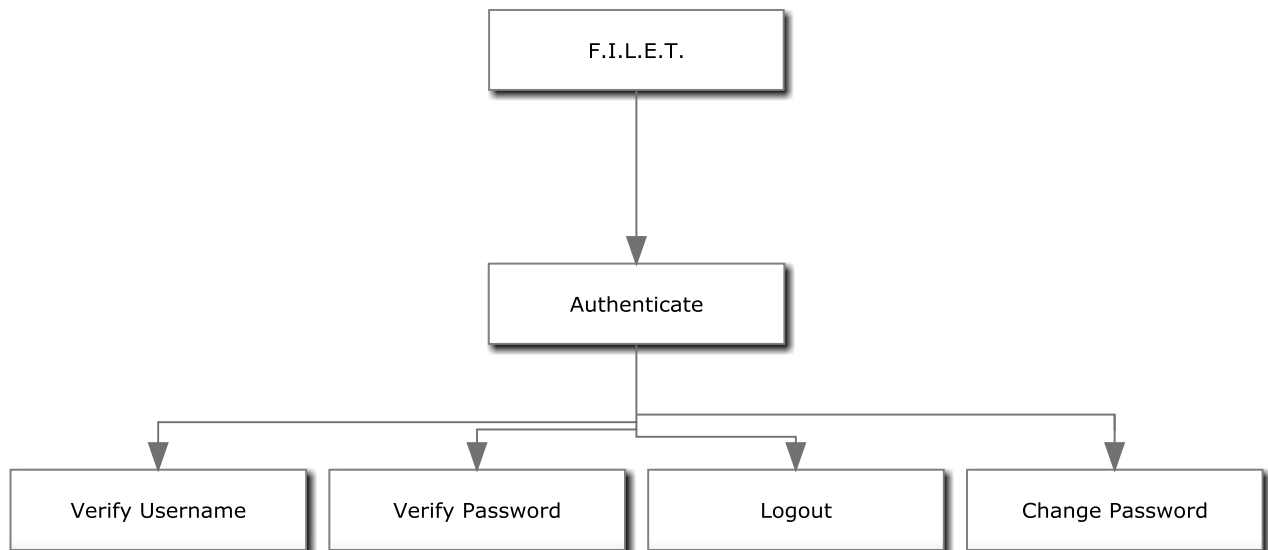 F.I.L.E.T.
Authenticate
Verify Username
Verify Password
Logout
Change Password